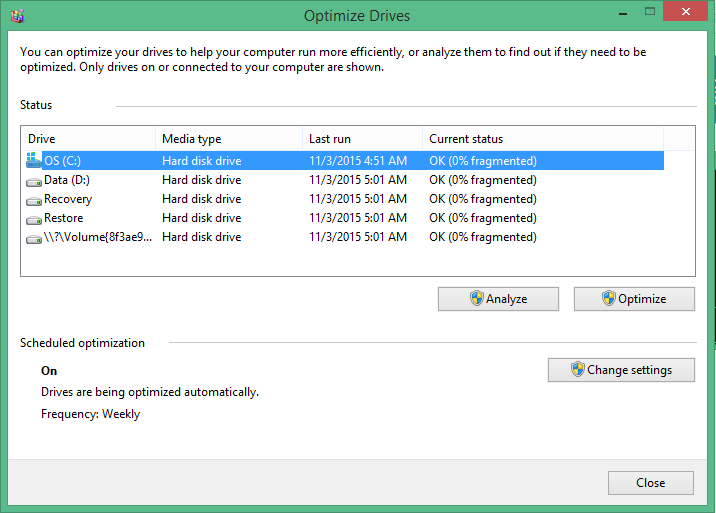 Optimize Drives
You can optimize your drives to help your computer run more efficiently, or analyze them to find out if they need to be
optimized. Only drives on or connected to your computer are shown.
Status
Drive Media type Last run Current status
OS (C:) Hard disk drive 11/3/2015 4:51 AM OK (0% fragmented)
Data (D:) Hard disk drive 11/3/2015 5:01 AM OK (0% fragmented)
Recovery Hard disk drive 11/3/2015 5:01 AM OK (0% fragmented)
Restore Hard disk drive 11/3/2015 5:01 AM OK (0% fragmented)
\\?\Volume{8f3ae9... Hard disk drive 11/3/2015 5:01 AM OK (0% fragmented)
Analyze Optimize
Scheduled optimization
On
Change settings
Drives are being optimized automatically.
Frequency: Weekly
Close